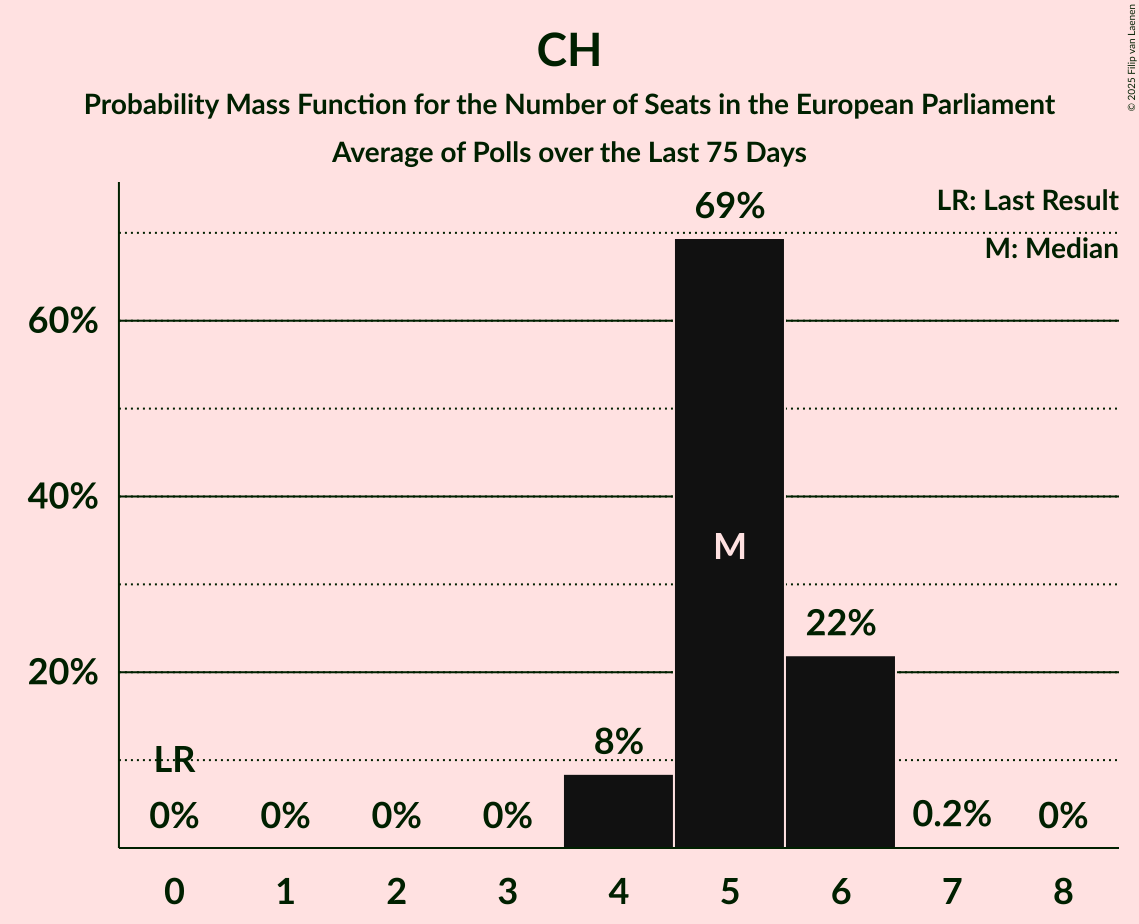 CH
Probability Mass Function for the Number of Seats in the European Parliament
Average of Polls over the Last 75 Days
© 2025 Filip van Laenen
LR: Last Result
M: Median
69%
60%
40%
M
22%
20%
8%
LR
0%
0%
0%
0%
0.2%
0%
0 1 2 3 4 5 6 7 8